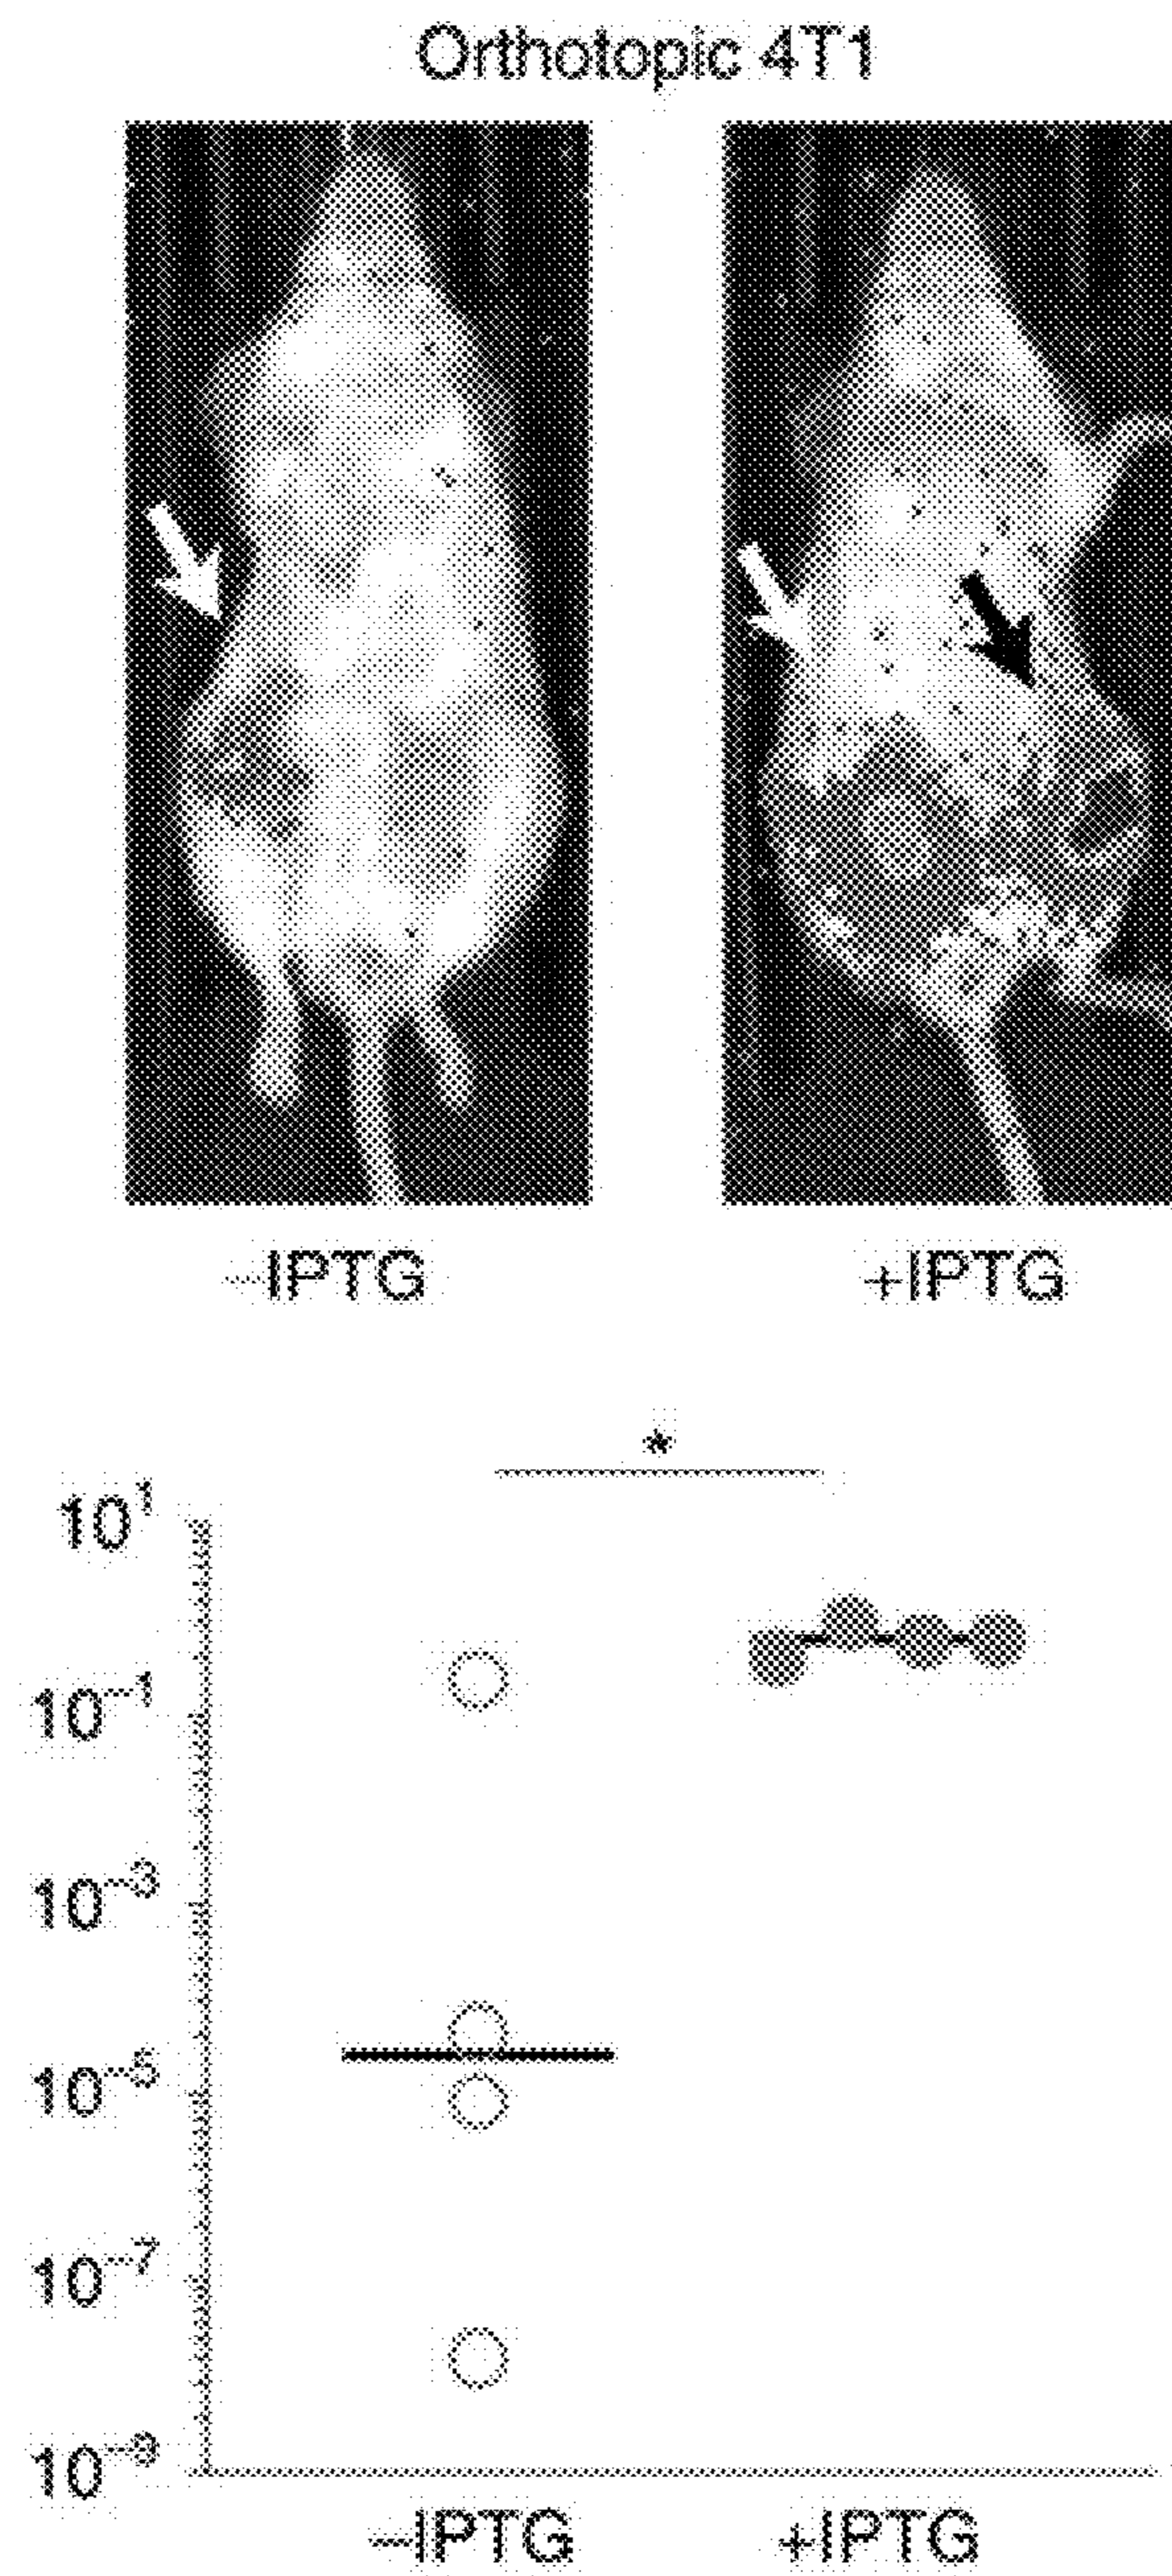 Orthotopic 4T1
–IPTG +IPTG
*
10¹
10⁻¹
10⁻³
10⁻⁵
10⁻⁷
10⁻⁹
–IPTG +IPTG